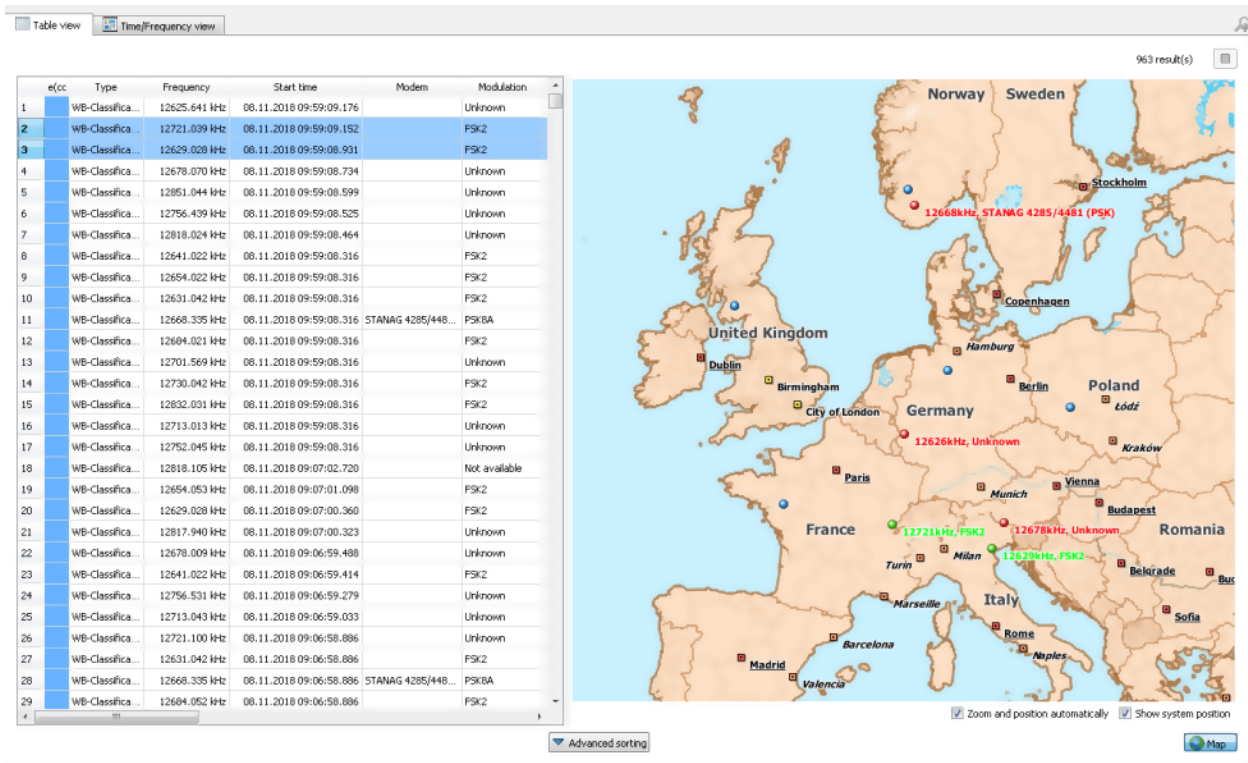 Table view Time/Frequency view
963 result(s)
e(cc Type Frequency Start time Modem Modulation
1 WB-Classifica... 12625.641 kHz 08.11.2018 09:59:09.176 Unknown
2 WB-Classifica... 12721.039 kHz 08.11.2018 09:59:09.152 FSK2
3 WB-Classifica... 12629.028 kHz 08.11.2018 09:59:08.931 FSK2
4 WB-Classifica... 12678.070 kHz 08.11.2018 09:59:08.734 Unknown
5 WB-Classifica... 12851.044 kHz 08.11.2018 09:59:08.599 Unknown
6 WB-Classifica... 12756.439 kHz 08.11.2018 09:59:08.525 Unknown
7 WB-Classifica... 12818.024 kHz 08.11.2018 09:59:08.464 Unknown
8 WB-Classifica... 12641.022 kHz 08.11.2018 09:59:08.316 FSK2
9 WB-Classifica... 12654.022 kHz 08.11.2018 09:59:08.316 FSK2
10 WB-Classifica... 12631.042 kHz 08.11.2018 09:59:08.316 FSK2
11 WB-Classifica... 12668.335 kHz 08.11.2018 09:59:08.316 STANAG 4285/448... PSK8A
12 WB-Classifica... 12684.021 kHz 08.11.2018 09:59:08.316 FSK2
13 WB-Classifica... 12701.569 kHz 08.11.2018 09:59:08.316 Unknown
14 WB-Classifica... 12730.042 kHz 08.11.2018 09:59:08.316 FSK2
15 WB-Classifica... 12832.031 kHz 08.11.2018 09:59:08.316 FSK2
16 WB-Classifica... 12713.013 kHz 08.11.2018 09:59:08.316 Unknown
17 WB-Classifica... 12752.045 kHz 08.11.2018 09:59:08.316 Unknown
18 WB-Classifica... 12818.105 kHz 08.11.2018 09:07:02.720 Not available
19 WB-Classifica... 12654.053 kHz 08.11.2018 09:07:01.098 FSK2
20 WB-Classifica... 12629.028 kHz 08.11.2018 09:07:00.360 FSK2
21 WB-Classifica... 12817.940 kHz 08.11.2018 09:07:00.323 Unknown
22 WB-Classifica... 12678.009 kHz 08.11.2018 09:06:59.488 Unknown
23 WB-Classifica... 12641.022 kHz 08.11.2018 09:06:59.414 FSK2
24 WB-Classifica... 12756.531 kHz 08.11.2018 09:06:59.279 Unknown
25 WB-Classifica... 12713.043 kHz 08.11.2018 09:06:59.033 Unknown
26 WB-Classifica... 12721.100 kHz 08.11.2018 09:06:58.886 Unknown
27 WB-Classifica... 12631.042 kHz 08.11.2018 09:06:58.886 FSK2
28 WB-Classifica... 12668.335 kHz 08.11.2018 09:06:58.886 STANAG 4285/448... PSK8A
29 WB-Classifica... 12684.052 kHz 08.11.2018 09:06:58.886 FSK2
Norway Sweden
Stockholm
12668kHz, STANAG 4285/4481 (PSK)
Copenhagen
United Kingdom
Hamburg
Dublin
Birmingham
Berlin
Poland
City of London
Germany
Łódź
12626kHz, Unknown
Kraków
Paris
Vienna
Munich
Budapest
France
12721kHz, FSK2
12678kHz, Unknown
Romania
Milan
12629kHz, FSK2
Turin
Belgrade
Buc
Marseille
Italy
Sofia
Rome
Barcelona
Naples
Madrid
Valencia
Zoom and position automatically Show system position
Advanced sorting
Map